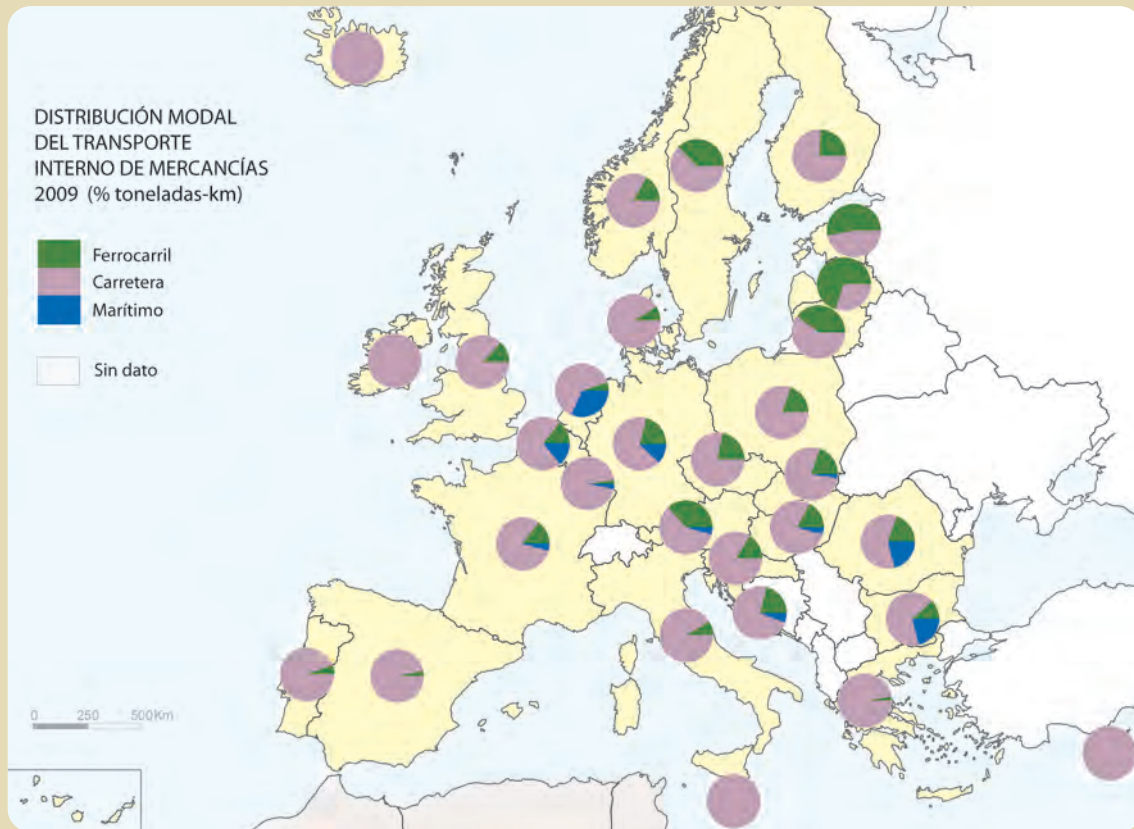 DISTRIBUCIÓN MODAL
DEL TRANSPORTE
INTERNO DE MERCANCÍAS
2009 (% toneladas-km)
Ferrocarril
Carretera
Marítimo
Sin dato
0 250 500Km